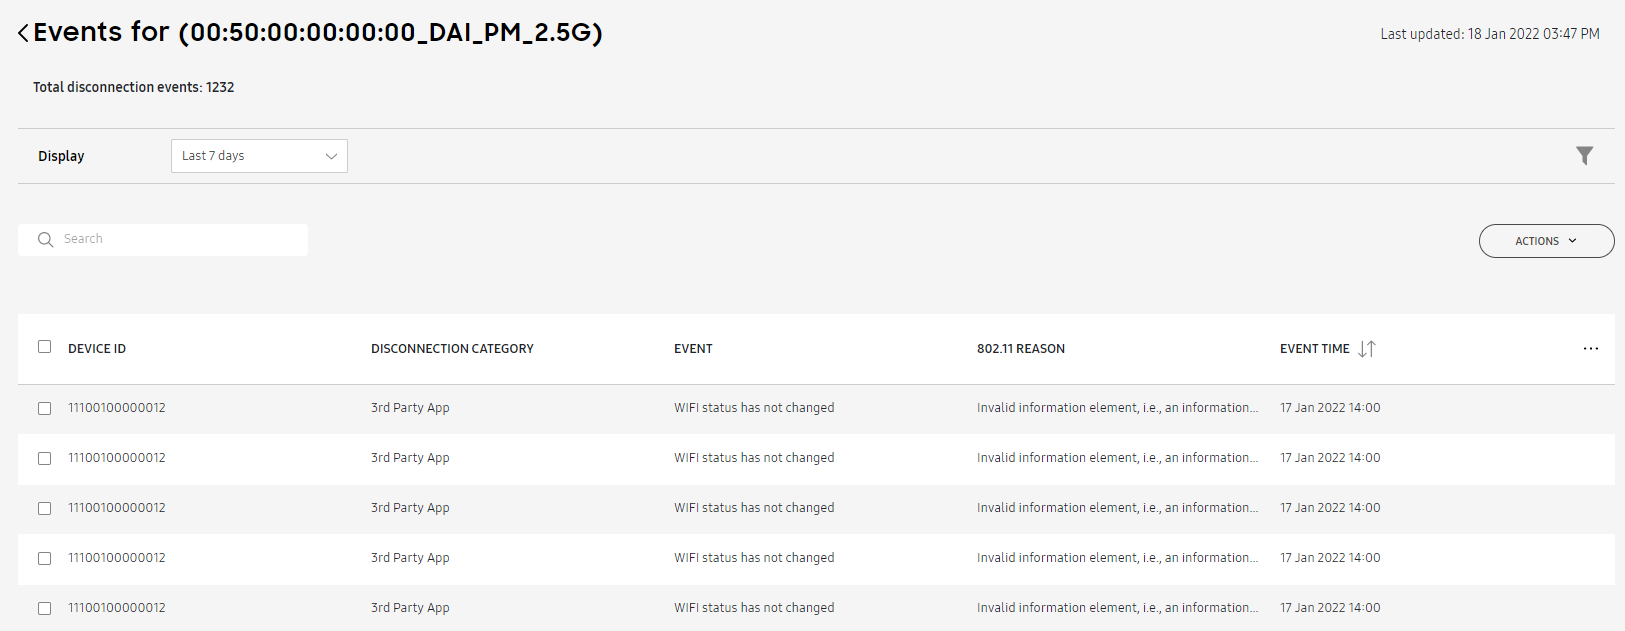 Events for (00:50:00:00:00:00_DAI_PM_2.5G)
Last updated: 18 Jan 2022 03:47 PM
Total disconnection events: 1232
Display Last 7 days
Search
ACTIONS
DEVICE ID DISCONNECTION CATEGORY EVENT 802.11 REASON EVENT TIME ...
11100100000012 3rd Party App WIFI status has not changed Invalid information element, i.e., an information... 17 Jan 2022 14:00
11100100000012 3rd Party App WIFI status has not changed Invalid information element, i.e., an information... 17 Jan 2022 14:00
11100100000012 3rd Party App WIFI status has not changed Invalid information element, i.e., an information... 17 Jan 2022 14:00
11100100000012 3rd Party App WIFI status has not changed Invalid information element, i.e., an information... 17 Jan 2022 14:00
11100100000012 3rd Party App WIFI status has not changed Invalid information element, i.e., an information... 17 Jan 2022 14:00